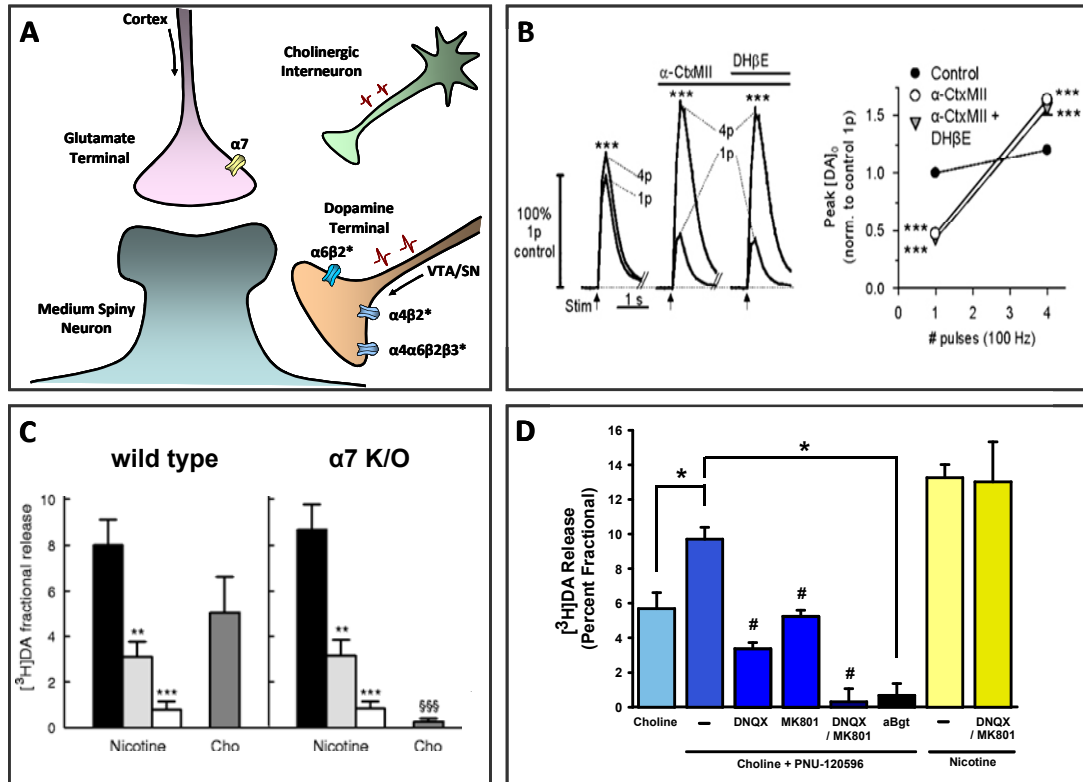 A
Cortex
Cholinergic
Interneuron
Glutamate
Terminal
α7
Dopamine
Terminal
α6β2*
VTA/SN
Medium Spiny
Neuron
α4β2*
α4α6β2β3*
B
DHβE
α-CtxMII
***
***
***
4p
1p
4p
1p
100%
1p
control
Stim
1 s
Control
α-CtxMII
α-CtxMII +
DHβE
***
***
***
***
Peak [DA]₀
(norm. to control 1p)
1.5
1.0
0.5
0.0
0 1 2 3 4
# pulses (100 Hz)
C
wild type
α7 K/O
[³H]DA fractional release
10
8
6
4
2
0
**
***
**
***
§§§
Nicotine
Cho
Nicotine
Cho
D
[³H]DA Release
(Percent Fractional)
16
14
12
10
8
6
4
2
0
*
*
#
#
#
Choline
–
DNQX
MK801
DNQX
/ MK801
aBgt
–
DNQX
/ MK801
Choline + PNU-120596
Nicotine